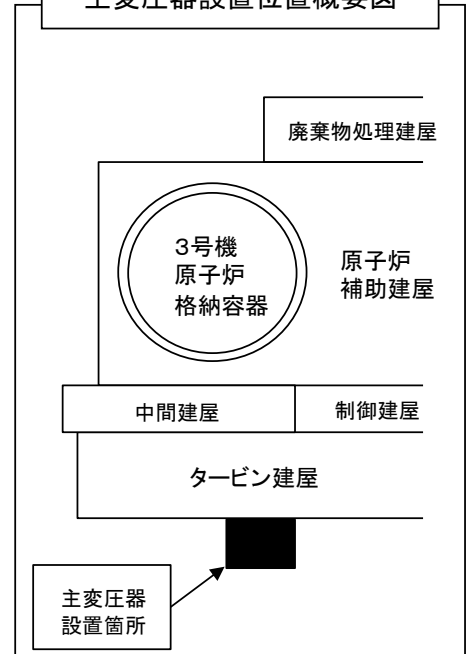 主変圧器設置位置概要図
廃棄物処理建屋
3号機
原子炉
格納容器
原子炉
補助建屋
中間建屋
制御建屋
タービン建屋
主変圧器
設置箇所